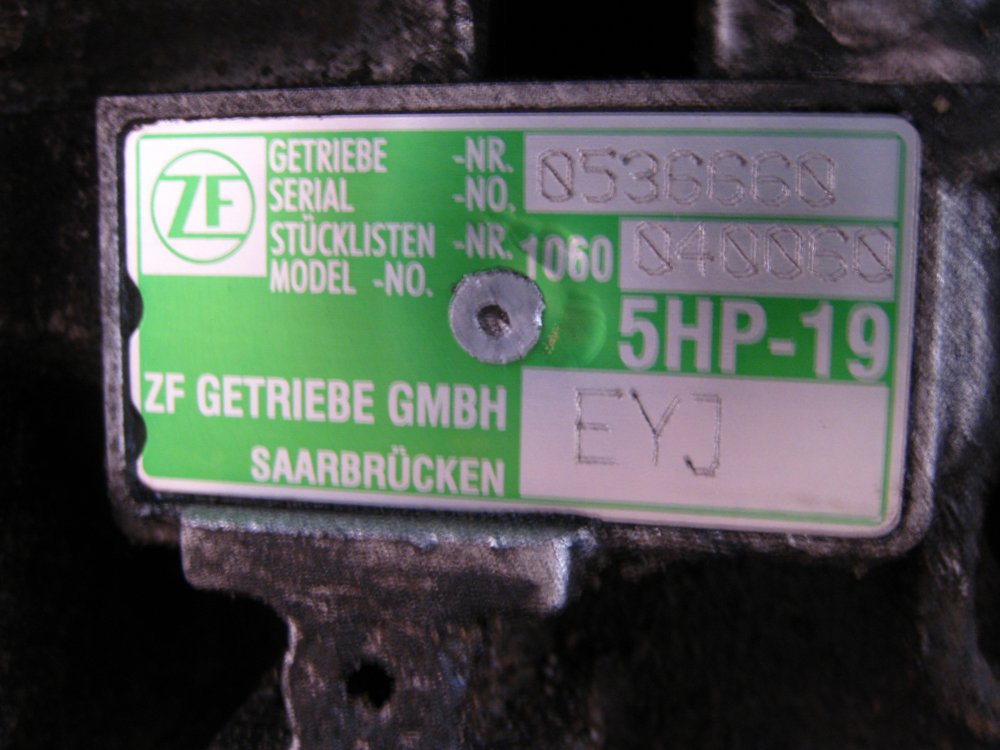 ZF
GETRIEBE -NR. 0536660
SERIAL -NO.
STÜCKLISTEN -NR. 1060 040060
MODEL -NO.
5HP-19
ZF GETRIEBE GMBH EYJ
SAARBRÜCKEN